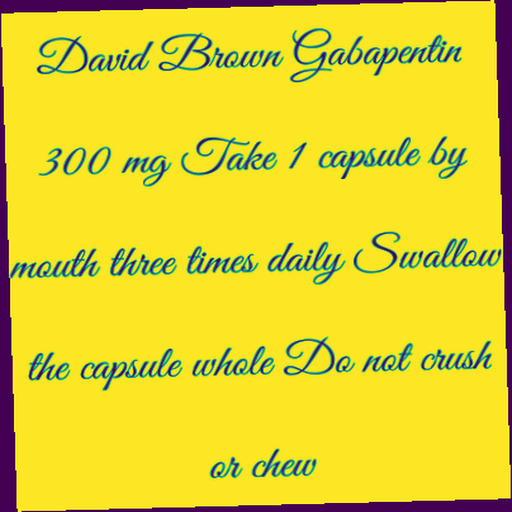 David Brown Gabapentin
300 mg Take 1 capsule by
mouth three times daily Swallow
the capsule whole Do not crush
or chew